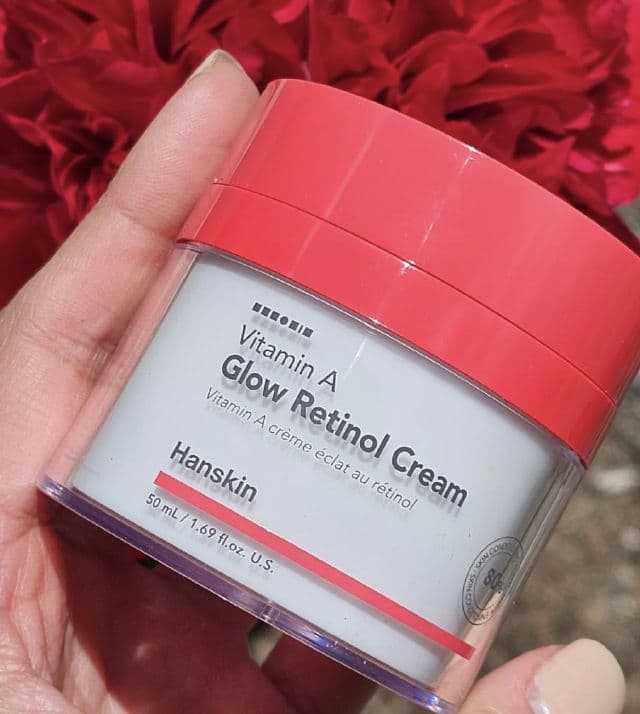 Vitamin A
Glow Retinol Cream
Vitamin A crème éclat au rétinol
Hanskin
50 mL / 1.69 fl.oz. U.S.